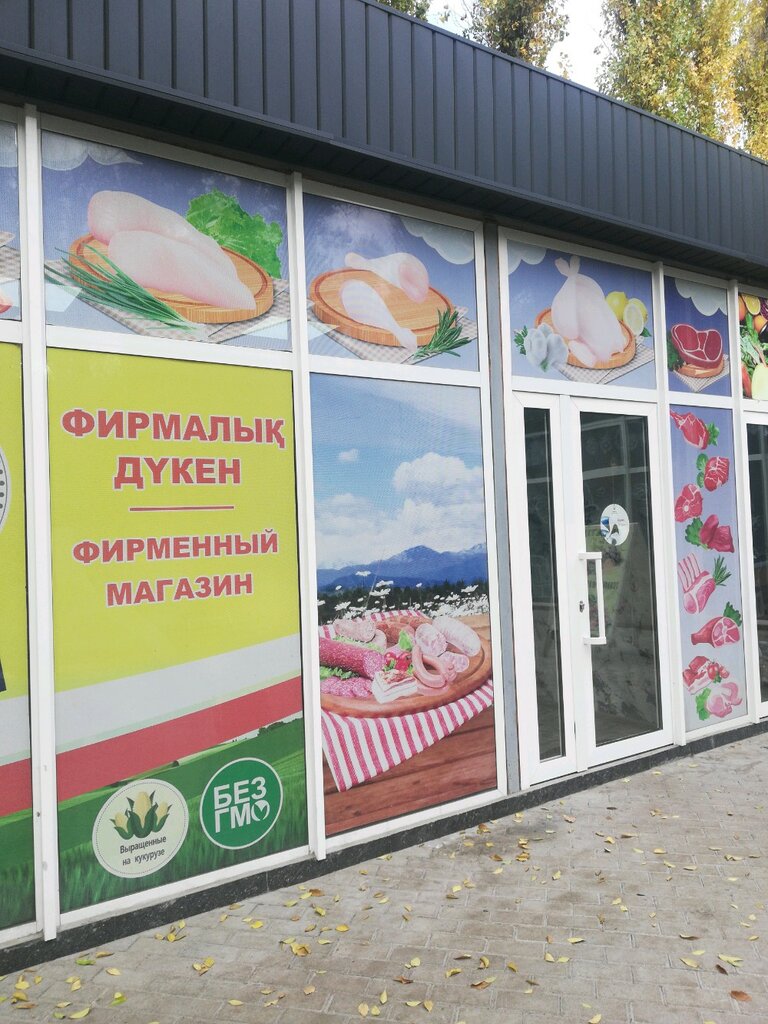 ФИРМАЛЫҚ
ДҮКЕН
ФИРМЕННЫЙ
МАГАЗИН
Выращенные
на кукурузе
БЕЗ
ГМО